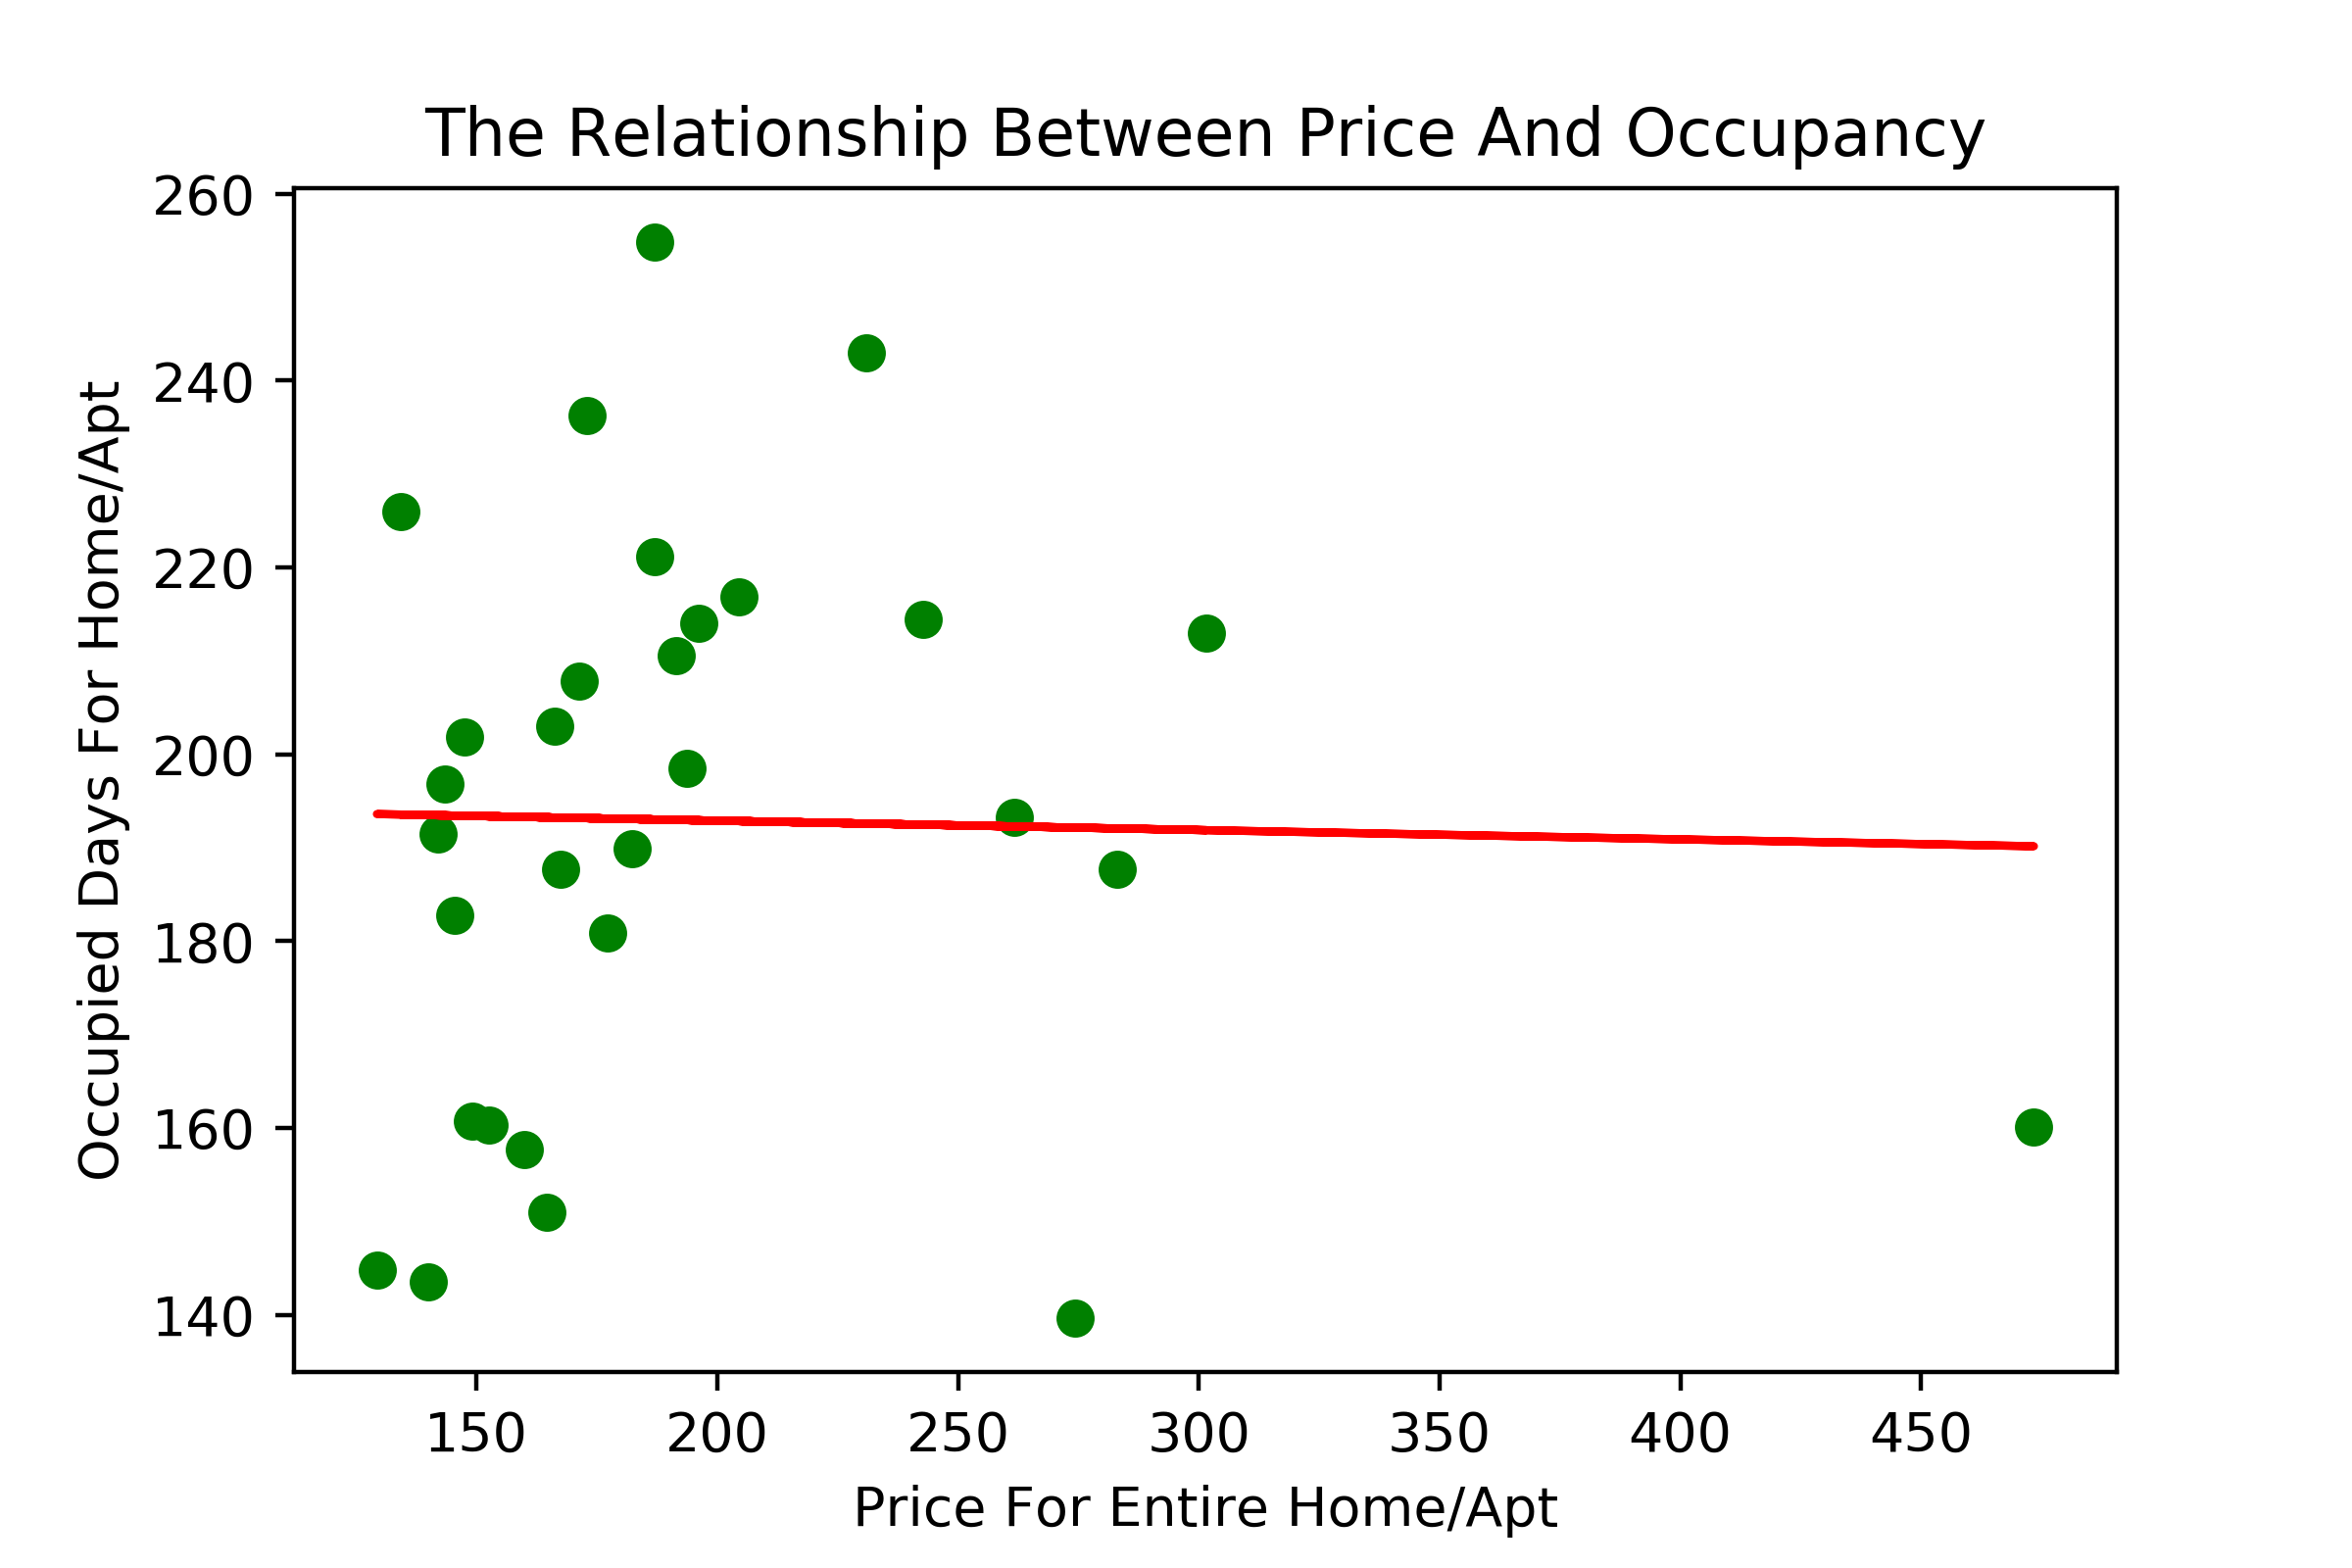 The Relationship Between Price And Occupancy
260
240
220
200
180
160
140
Occupied Days For Home/Apt
150 200 250 300 350 400 450
Price For Entire Home/Apt